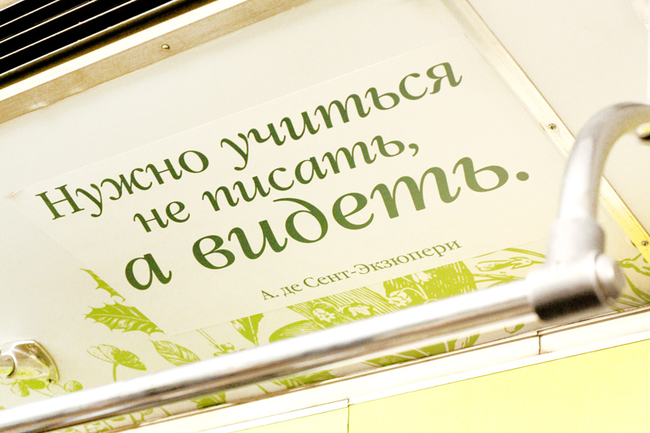 Нужно учиться
не писать,
а видеть.
А. де Сент-Экзюпери